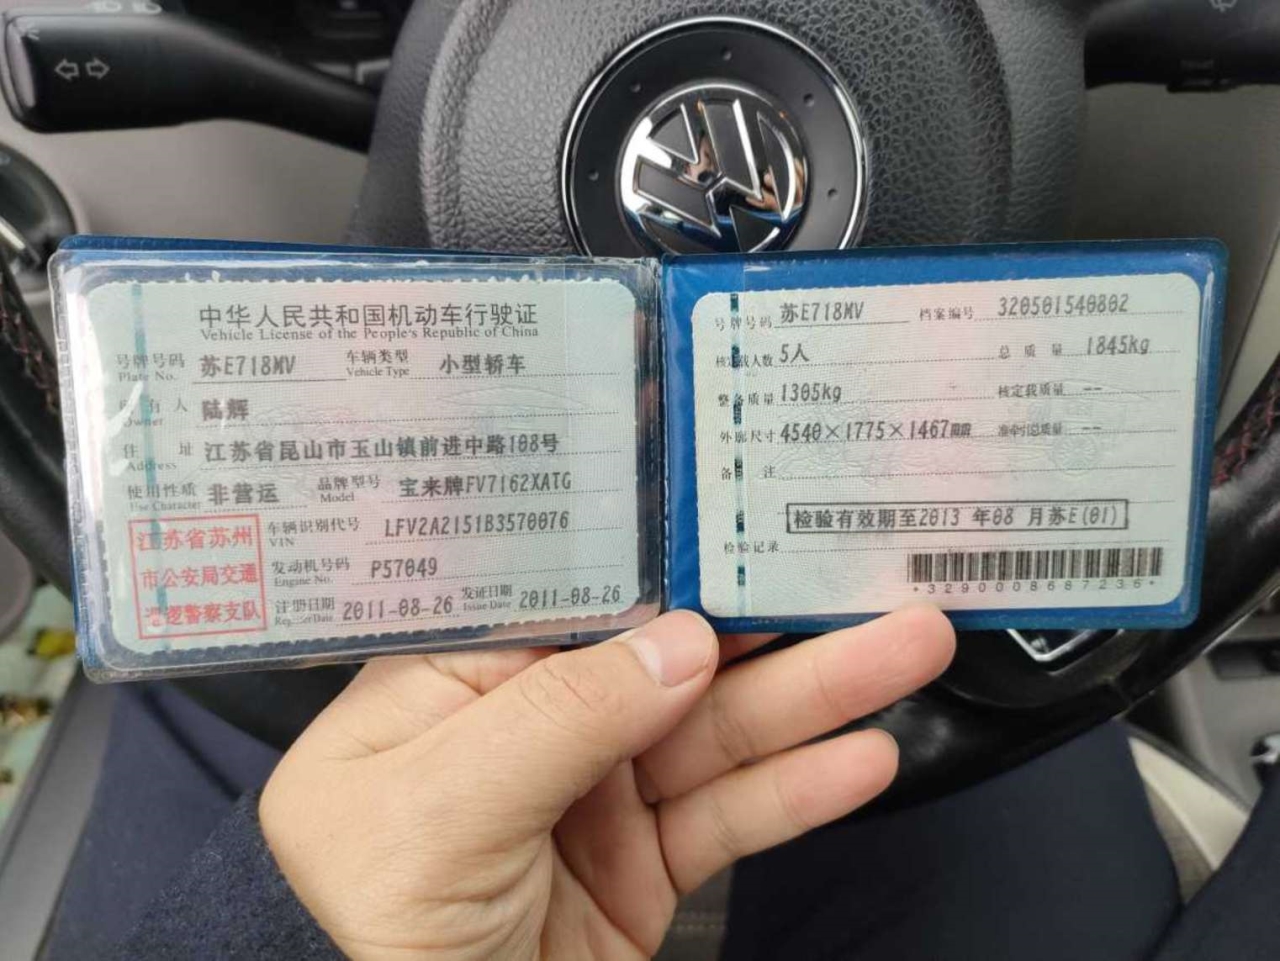 中华人民共和国机动车行驶证
Vehicle License of the People's Republic of China
号牌号码 Plate No. 苏E718MV 车辆类型 Vehicle Type 小型轿车
所有人 Owner 陆辉
住址 Address 江苏省昆山市玉山镇前进中路108号
使用性质 Use Character 非营运 品牌型号 Model 宝来牌FV7162XATG
车辆识别代号 VIN LFV2A2151B3570076
发动机号码 Engine No. P57049
注册日期 Register Date 2011-08-26 发证日期 Issue Date 2011-08-26
江苏省苏州
市公安局交通
巡逻警察支队
号牌号码 苏E718MV 档案编号 320501540802
核定载人数 5人 总质量 1845kg
整备质量 1305kg 核定载质量 --
外廓尺寸 4540×1775×1467mm 准牵引总质量 --
备注
检验有效期至2013年08月苏E(01)
检验记录
*3290008687236*